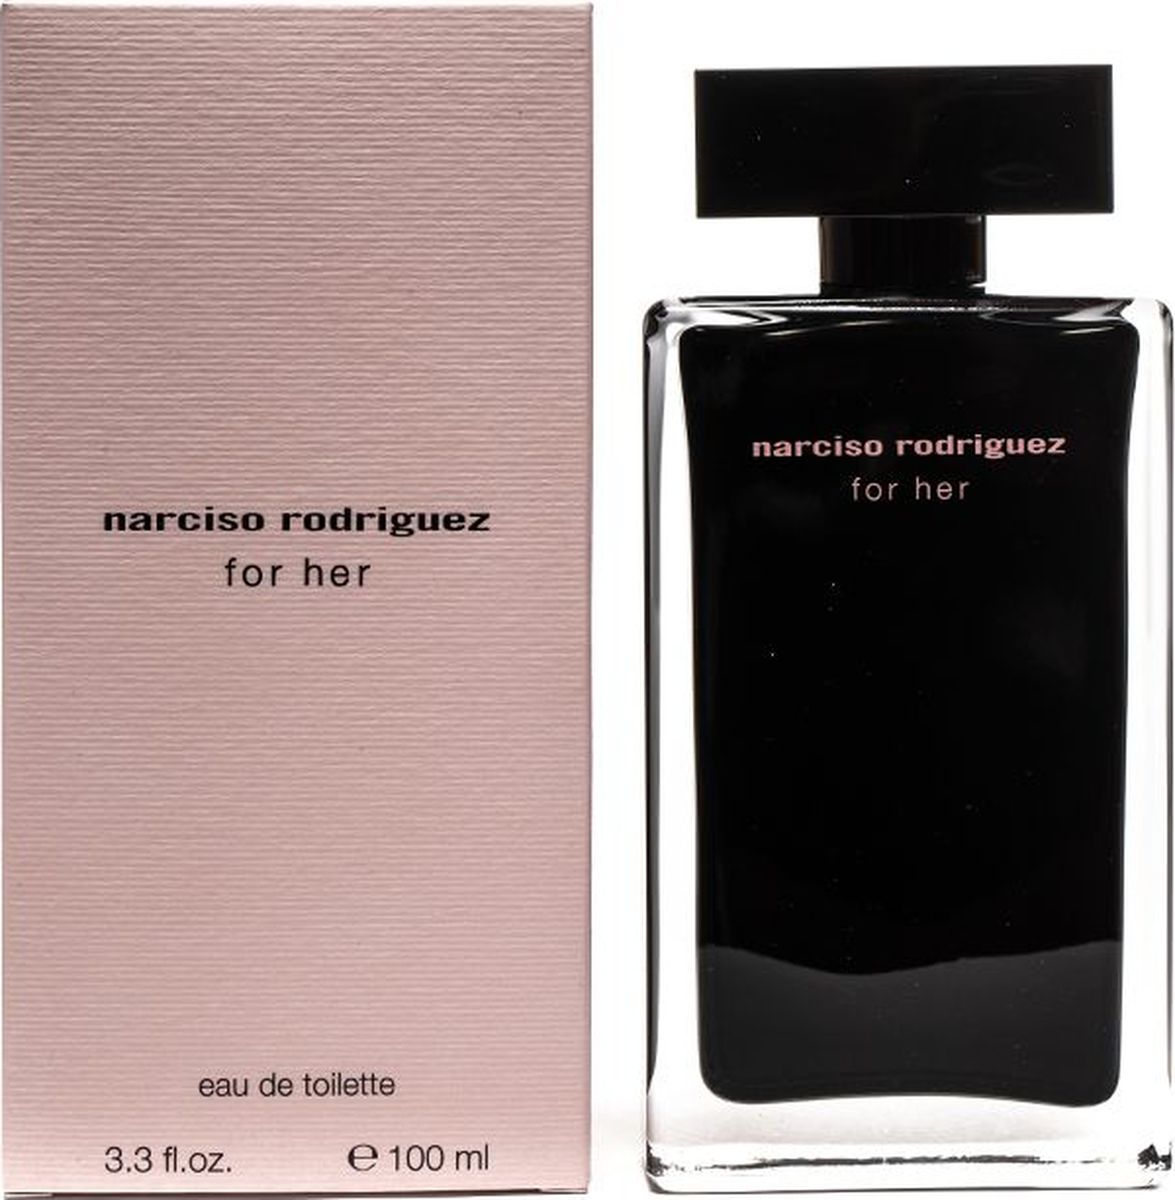 narciso rodriguez
for her
eau de toilette
3.3 fl.oz. ℮ 100 ml
narciso rodriguez
for her